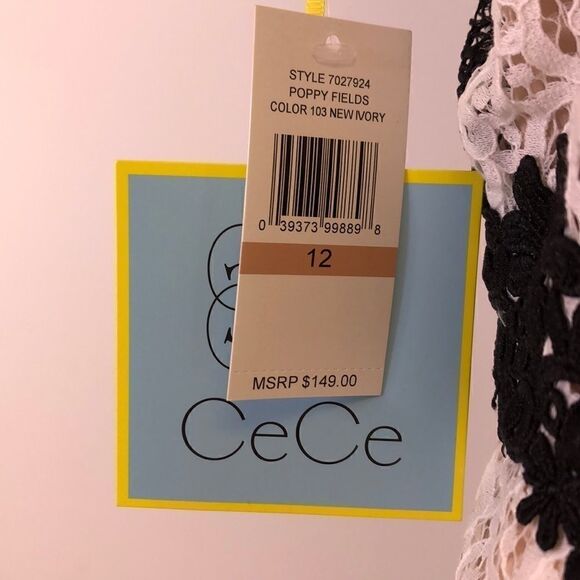 STYLE 7027924
POPPY FIELDS
COLOR 103 NEW IVORY
0 39373 99889 8
12
MSRP $149.00
CeCe